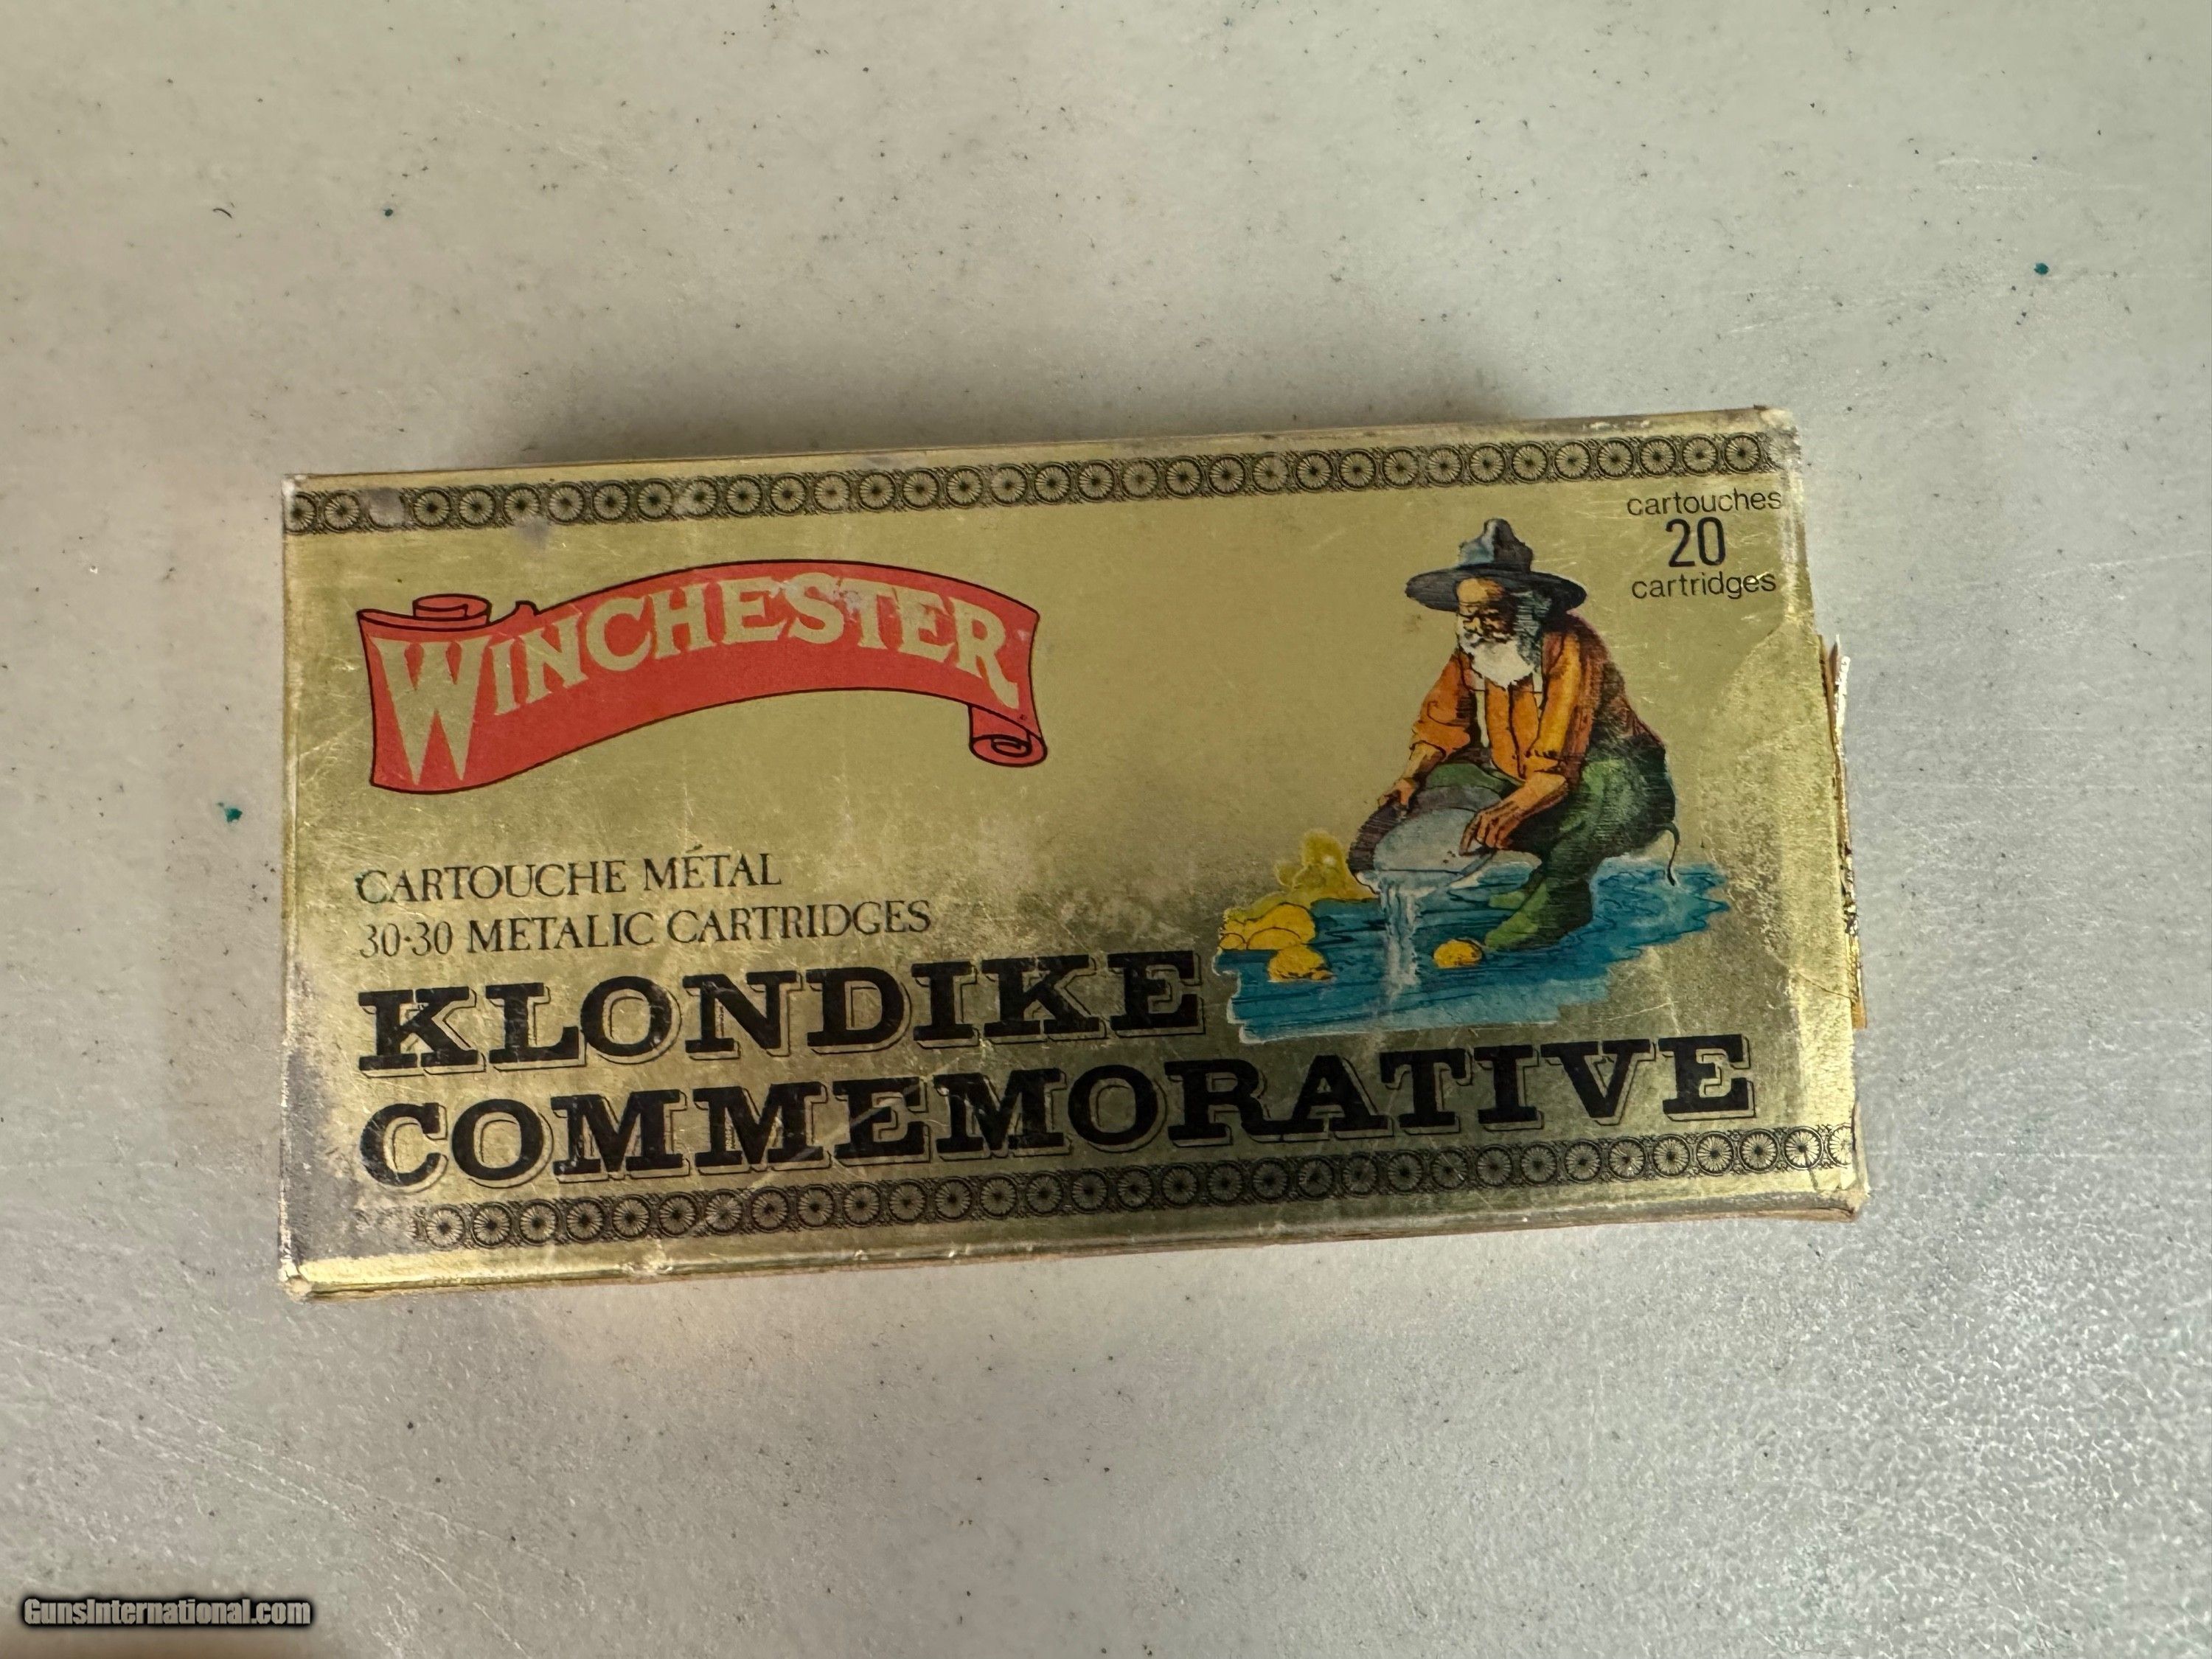 cartouches
20
cartridges
WINCHESTER
CARTOUCHE MÉTAL
30-30 METALIC CARTRIDGES
KLONDIKE
COMMEMORATIVE
GunsInternational.com